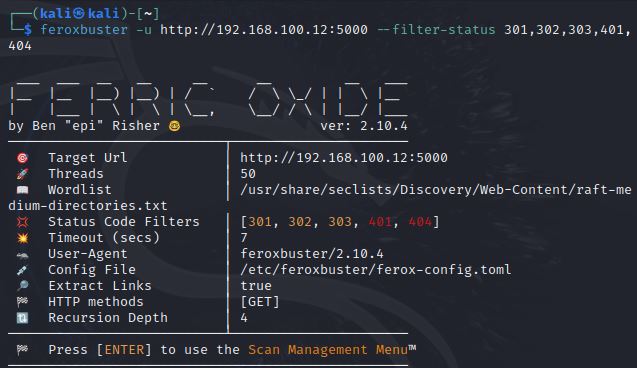 ┌──(kali㉿kali)-[~]
└─$ feroxbuster -u http://192.168.100.12:5000 --filter-status 301,302,303,401,
404
FERRIC OXIDE
by Ben "epi" Risher 🤓 ver: 2.10.4
🎯 Target Url │ http://192.168.100.12:5000
🚀 Threads │ 50
📖 Wordlist │ /usr/share/seclists/Discovery/Web-Content/raft-me
dium-directories.txt
💢 Status Code Filters │ [301, 302, 303, 401, 404]
💥 Timeout (secs) │ 7
🦡 User-Agent │ feroxbuster/2.10.4
💉 Config File │ /etc/feroxbuster/ferox-config.toml
🔎 Extract Links │ true
🏁 HTTP methods │ [GET]
🔃 Recursion Depth │ 4
🏁 Press [ENTER] to use the Scan Management Menu™